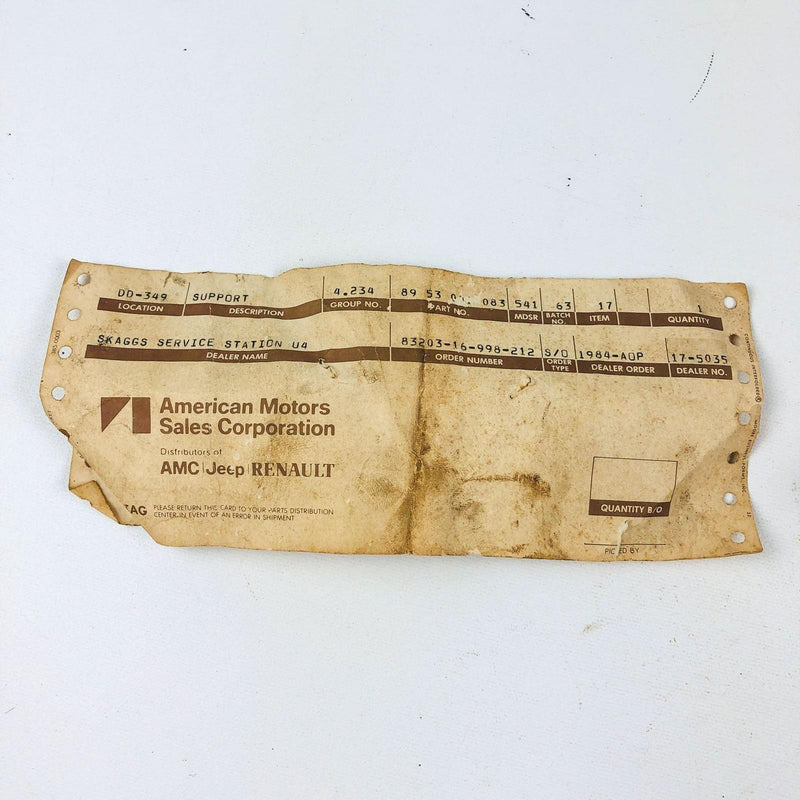 DD-349 SUPPORT 4.234 89 53 083 541 63 17 1
LOCATION DESCRIPTION GROUP NO. PART NO. MDSR BATCH NO. ITEM QUANTITY
SKAGGS SERVICE STATION U4 83203-16-998-212 S/O 1984-AOP 17-5035
DEALER NAME ORDER NUMBER ORDER TYPE DEALER ORDER DEALER NO.
American Motors
Sales Corporation
Distributors of
AMC Jeep RENAULT
TAG PLEASE RETURN THIS CARD TO YOUR PARTS DISTRIBUTION
CENTER IN EVENT OF AN ERROR IN SHIPMENT
QUANTITY B/O
PICKED BY